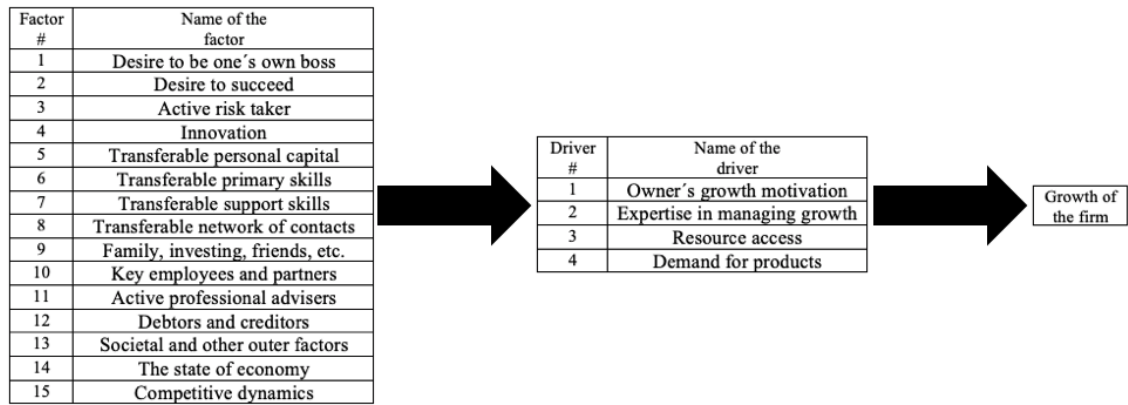 Factor Name of the
# factor
1 Desire to be one´s own boss
2 Desire to succeed
3 Active risk taker
4 Innovation
5 Transferable personal capital
6 Transferable primary skills
7 Transferable support skills
8 Transferable network of contacts
9 Family, investing, friends, etc.
10 Key employees and partners
11 Active professional advisers
12 Debtors and creditors
13 Societal and other outer factors
14 The state of economy
15 Competitive dynamics
Driver Name of the
# driver
1 Owner´s growth motivation
2 Expertise in managing growth
3 Resource access
4 Demand for products
Growth of
the firm